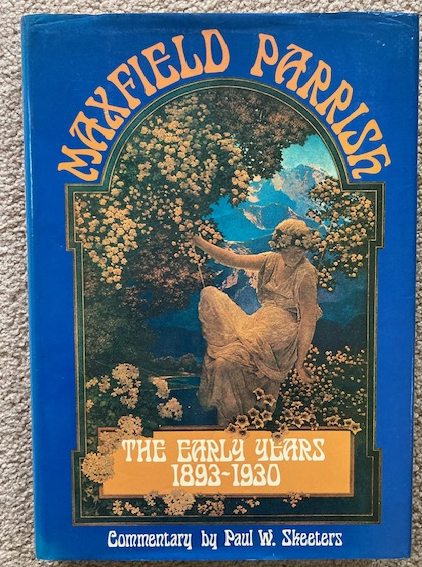 MAXFIELD PARRISH
THE EARLY YEARS
1893-1930
Commentary by Paul W. Skeeters